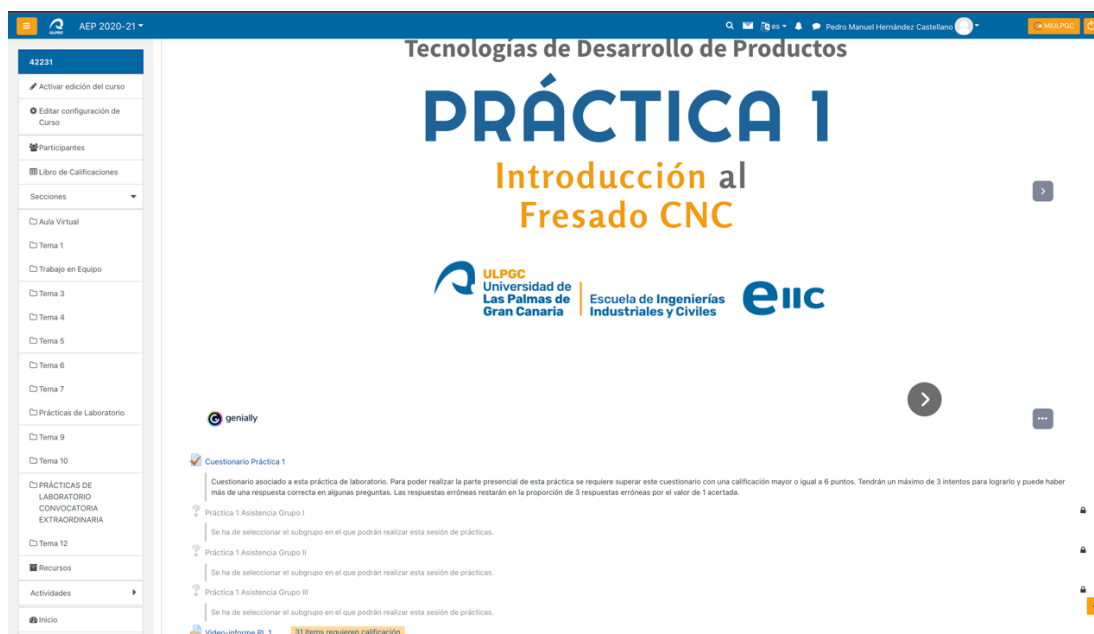 AEP 2020-21
es
Pedro Manuel Hernández Castellano
MiULPGC
ULPGC
42231
Activar edición del curso
Editar configuración de
Curso
Participantes
Libro de Calificaciones
Secciones
Aula Virtual
Tema 1
Trabajo en Equipo
Tema 3
Tema 4
Tema 5
Tema 6
Tema 7
Prácticas de Laboratorio
Tema 9
Tema 10
PRÁCTICAS DE
LABORATORIO
CONVOCATORIA
EXTRAORDINARIA
Tema 12
Recursos
Actividades
Inicio
Tecnologías de Desarrollo de Productos
PRÁCTICA 1
Introducción al
Fresado CNC
ULPGC
Universidad de
Las Palmas de
Gran Canaria
Escuela de Ingenierías
Industriales y Civiles
eiic
genially
Cuestionario Práctica 1
Cuestionario asociado a esta práctica de laboratorio. Para poder realizar la parte presencial de esta práctica se requiere superar este cuestionario con una calificación mayor o igual a 6 puntos. Tendrán un máximo de 3 intentos para lograrlo y puede haber
más de una respuesta correcta en algunas preguntas. Las respuestas erróneas restarán en la proporción de 3 respuestas erróneas por el valor de 1 acertada.
Práctica 1 Asistencia Grupo I
Se ha de seleccionar el subgrupo en el que podrán realizar esta sesión de prácticas.
Práctica 1 Asistencia Grupo II
Se ha de seleccionar el subgrupo en el que podrán realizar esta sesión de prácticas.
Práctica 1 Asistencia Grupo III
Se ha de seleccionar el subgrupo en el que podrán realizar esta sesión de prácticas.
Video-informe PL 1
31 ítems requieren calificación